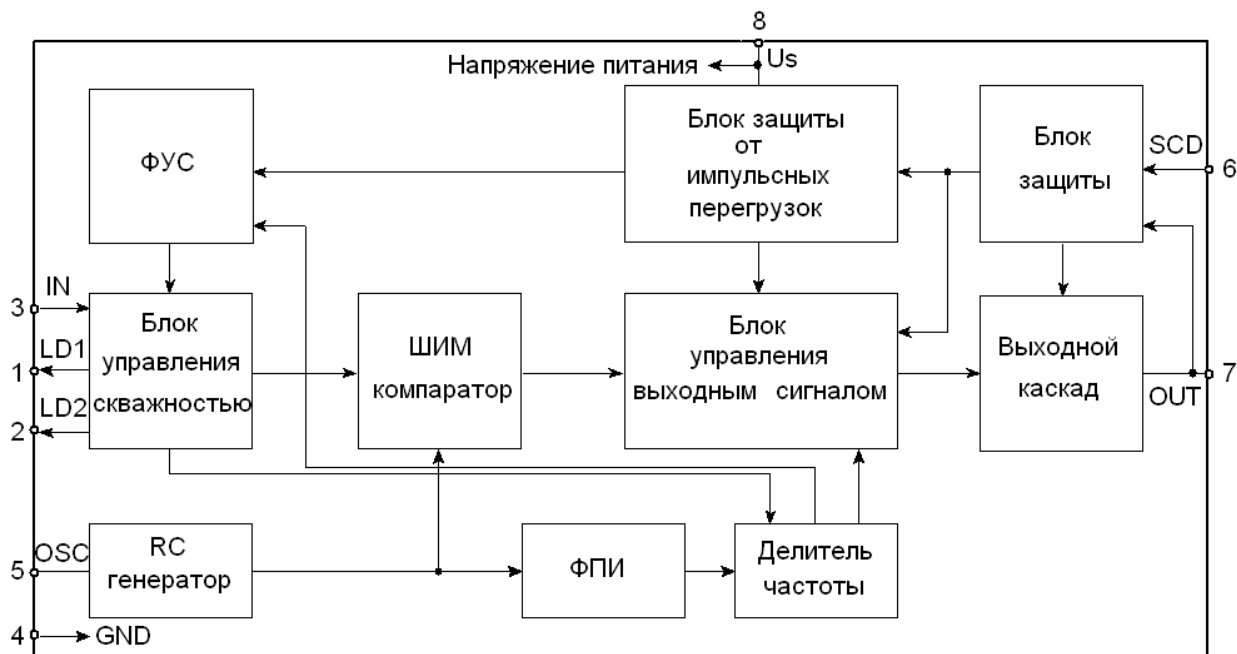 8
Напряжение питания
Us
ФУС
Блок защиты
от
импульсных
перегрузок
Блок
защиты
SCD
6
3
IN
1
LD1
2
LD2
Блок
управления
скважностью
ШИМ
компаратор
Блок
управления
выходным сигналом
Выходной
каскад
OUT
7
OSC
5
RC
генератор
ФПИ
Делитель
частоты
4
GND